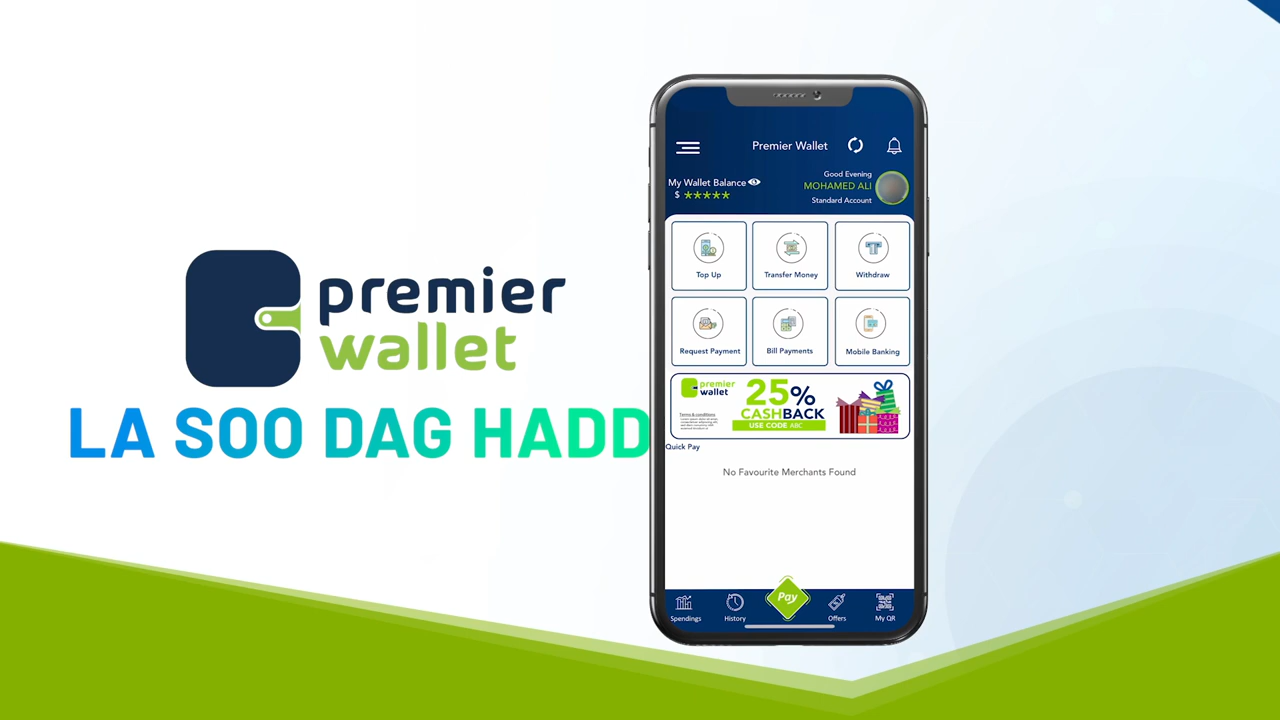 premier
wallet
LA SOO DAG HADD
Premier Wallet
My Wallet Balance
$ *****
Good Evening
MOHAMED ALI
Standard Account
Top Up
Transfer Money
Withdraw
Request Payment
Bill Payments
Mobile Banking
premier
wallet
Terms & conditions
25%
CASHBACK
USE CODE ABC
Quick Pay
No Favourite Merchants Found
Spendings
History
Pay
Offers
My QR